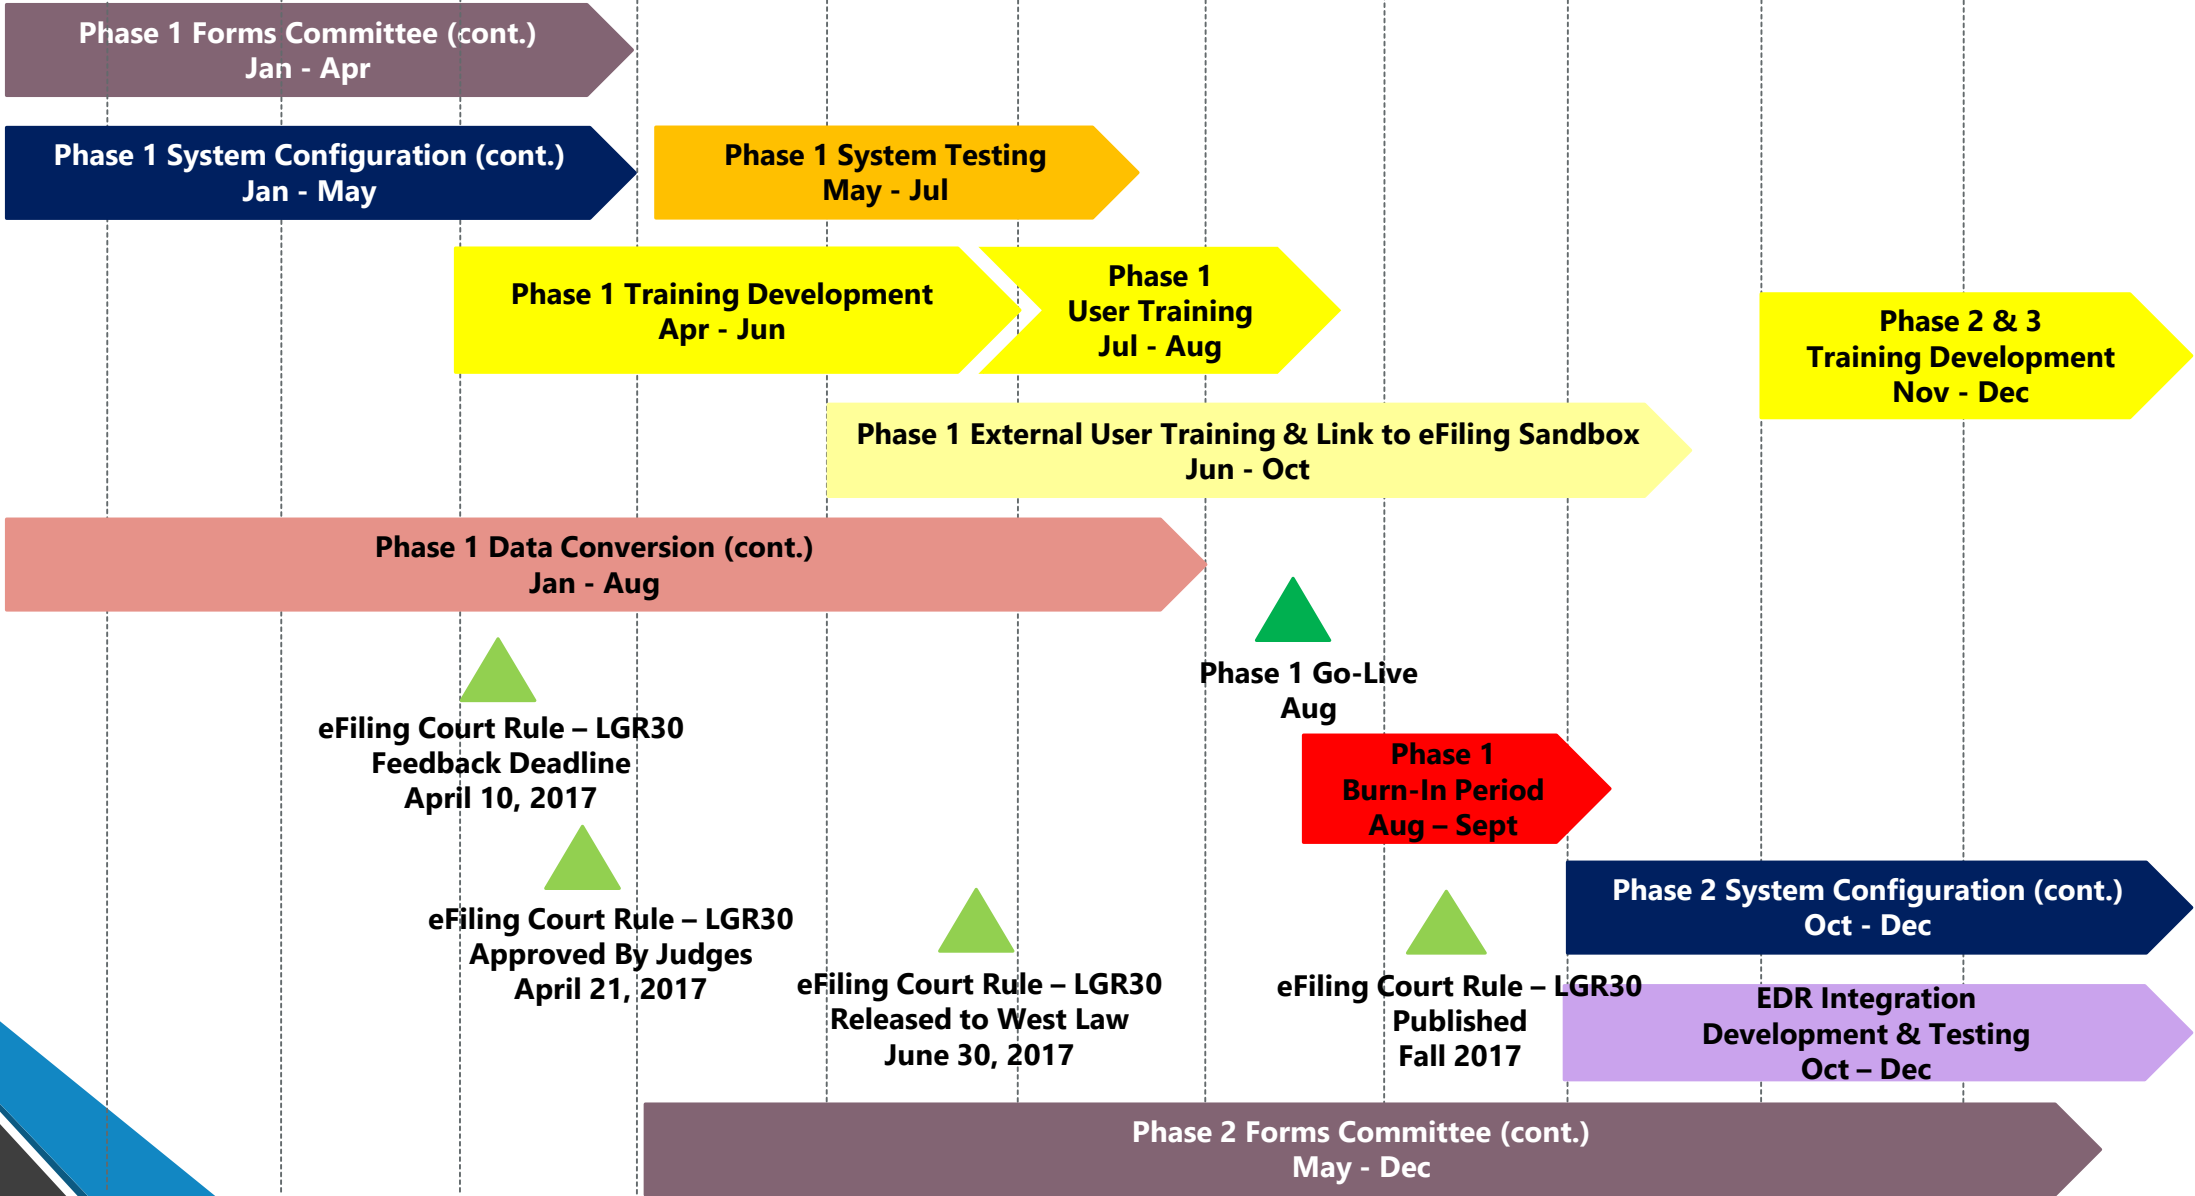 Phase 1 Forms Committee (cont.)
Jan - Apr
Phase 1 System Configuration (cont.)
Jan - May
Phase 1 System Testing
May - Jul
Phase 1 Training Development
Apr - Jun
Phase 1
User Training
Jul - Aug
Phase 2 & 3
Training Development
Nov - Dec
Phase 1 External User Training & Link to eFiling Sandbox
Jun - Oct
Phase 1 Data Conversion (cont.)
Jan - Aug
Phase 1 Go-Live
Aug
eFiling Court Rule – LGR30
Feedback Deadline
April 10, 2017
Phase 1
Burn-In Period
Aug – Sept
eFiling Court Rule – LGR30
Approved By Judges
April 21, 2017
Phase 2 System Configuration (cont.)
Oct - Dec
eFiling Court Rule – LGR30
Released to West Law
June 30, 2017
eFiling Court Rule – LGR30
Published
Fall 2017
EDR Integration
Development & Testing
Oct – Dec
Phase 2 Forms Committee (cont.)
May - Dec